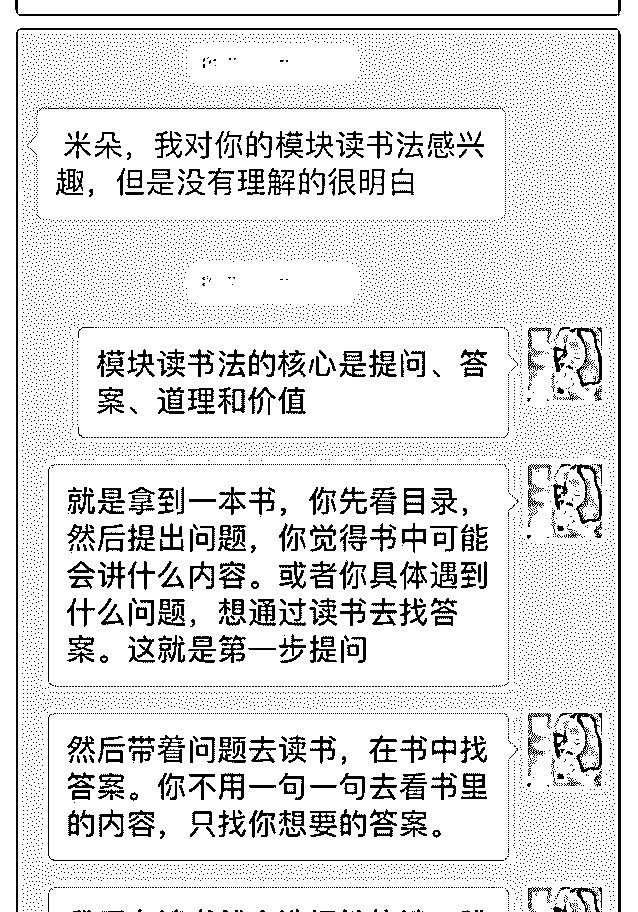 米朵，我对你的模块读书法感兴
趣，但是没有理解的很明白
模块读书法的核心是提问、答
案、道理和价值
就是拿到一本书，你先看目录，
然后提出问题，你觉得书中可能
会讲什么内容。或者你具体遇到
什么问题，想通过读书去找答
案。这就是第一步提问
然后带着问题去读书，在书中找
答案。你不用一句一句去看书里
的内容，只找你想要的答案。